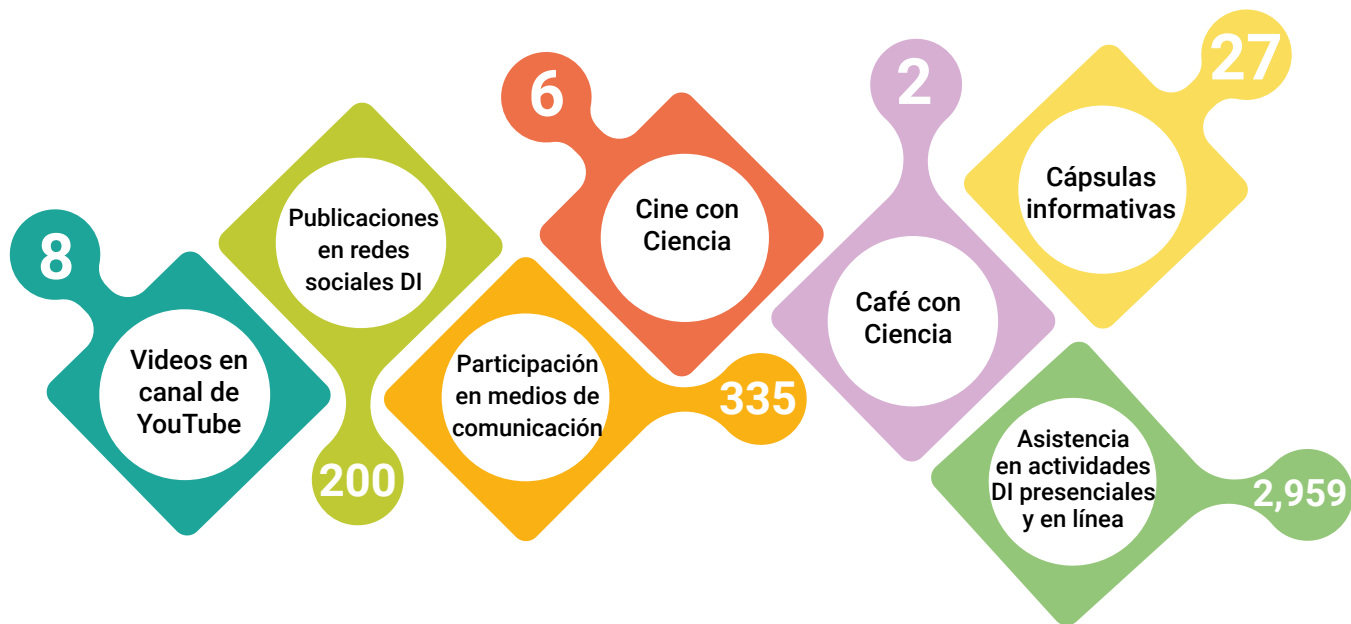 8
Videos en
canal de
YouTube
Publicaciones
en redes
sociales DI
200
6
Cine con
Ciencia
Participación
en medios de
comunicación
335
2
Café con
Ciencia
27
Cápsulas
informativas
Asistencia
en actividades
DI presenciales
y en línea
2,959